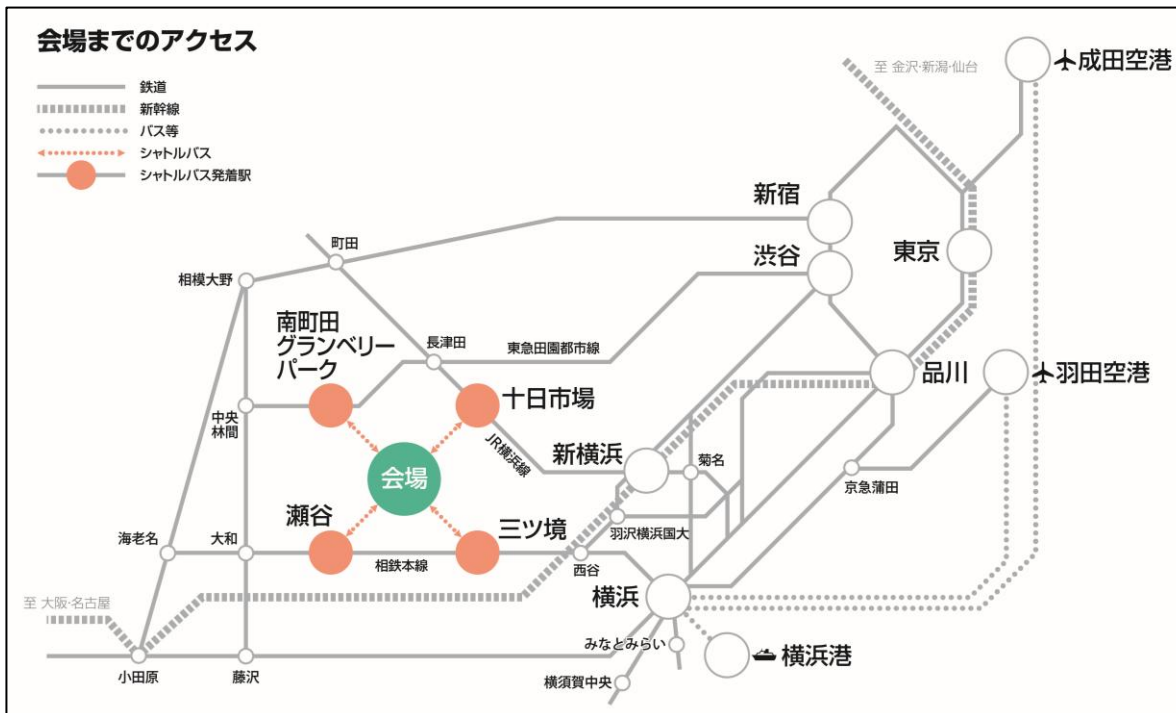 会場までのアクセス
鉄道
新幹線
バス等
シャトルバス
シャトルバス発着駅
至 金沢・新潟・仙台
成田空港
新宿
渋谷
東京
町田
相模大野
南町田
グランベリー
パーク
長津田
東急田園都市線
品川
羽田空港
中央
林間
十日市場
JR横浜線
新横浜
菊名
京急蒲田
会場
瀬谷
三ツ境
羽沢横浜国大
海老名
大和
相鉄本線
西谷
横浜
至 大阪・名古屋
みなとみらい
横浜港
小田原
藤沢
横須賀中央